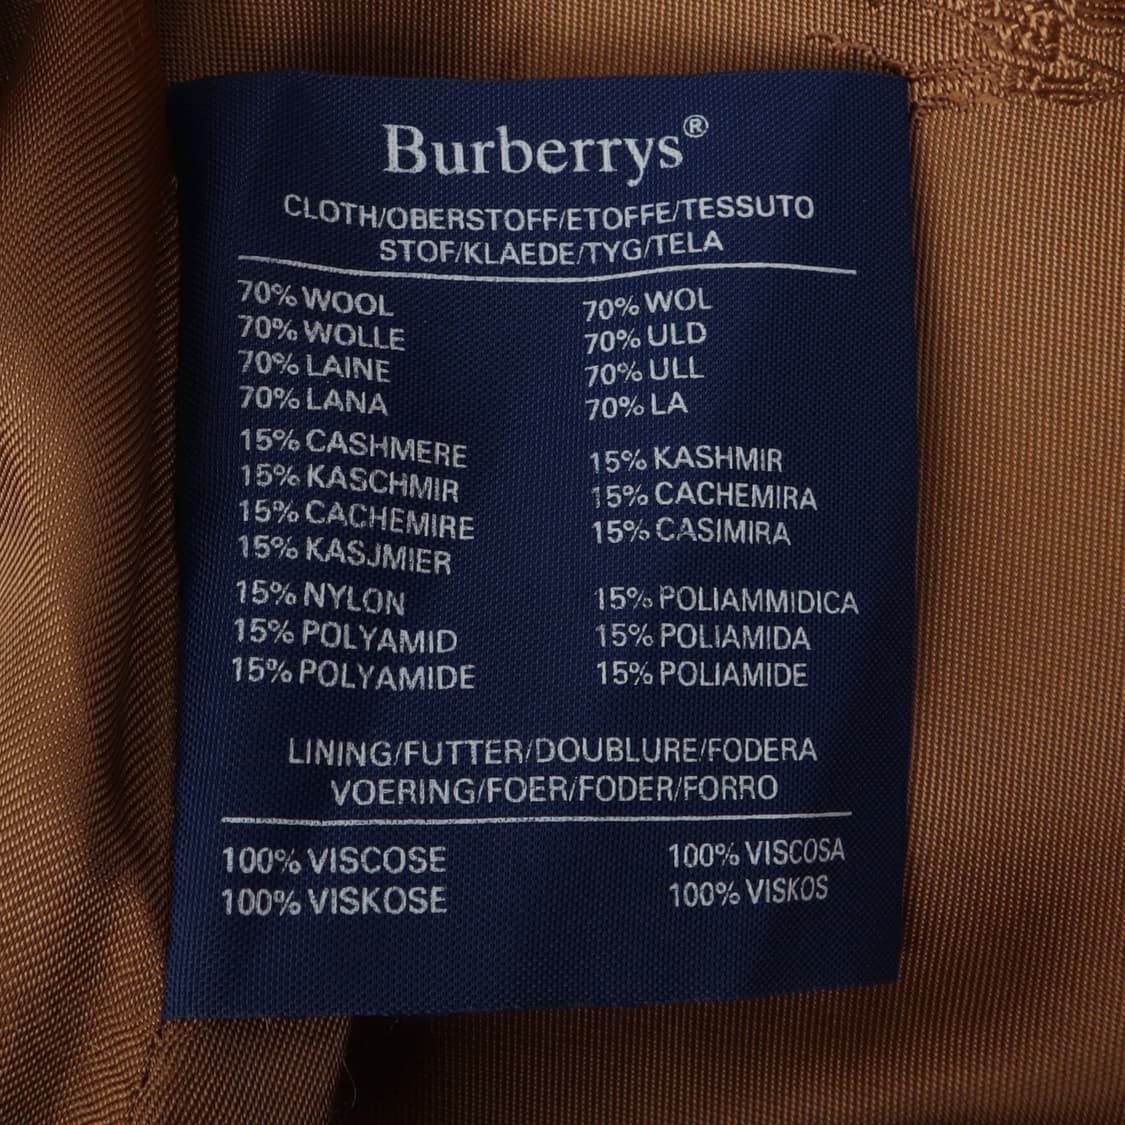 Burberrys®
CLOTH/OBERSTOFF/ETOFFE/TESSUTO
STOF/KLAEDE/TYG/TELA
70% WOOL
70% WOLLE
70% LAINE
70% LANA
70% WOL
70% ULD
70% ULL
70% LA
15% CASHMERE
15% KASCHMIR
15% CACHEMIRE
15% KASJMIER
15% KASHMIR
15% CACHEMIRA
15% CASIMIRA
15% NYLON
15% POLYAMID
15% POLYAMIDE
15% POLIAMMIDICA
15% POLIAMIDA
15% POLIAMIDE
LINING/FUTTER/DOUBLURE/FODERA
VOERING/FOER/FODER/FORRO
100% VISCOSE
100% VISKOSE
100% VISCOSA
100% VISKOS